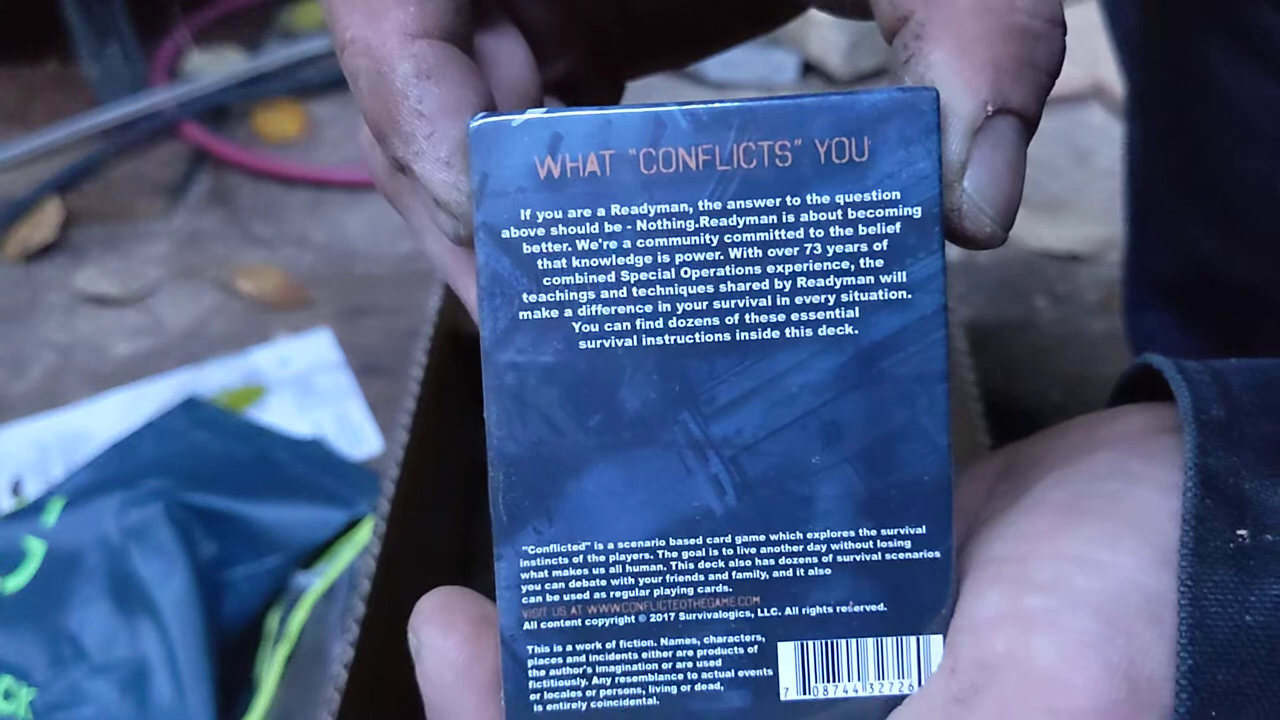 WHAT "CONFLICTS" YOU
If you are a Readyman, the answer to the question
above should be - Nothing.Readyman is about becoming
better. We're a community committed to the belief
that knowledge is power. With over 73 years of
combined Special Operations experience, the
teachings and techniques shared by Readyman will
make a difference in your survival in every situation.
You can find dozens of these essential
survival instructions inside this deck.
"Conflicted" is a scenario based card game which explores the survival
instincts of the players. The goal is to live another day without losing
what makes us all human. This deck also has dozens of survival scenarios
you can debate with your friends and family, and it also
can be used as regular playing cards.
VISIT US AT WWW.CONFLICTEDTHEGAME.COM
All content copyright © 2017 Survivalogics, LLC. All rights reserved.
This is a work of fiction. Names, characters,
places and incidents either are products of
the author's imagination or are used
fictitiously. Any resemblance to actual events
or locales or persons, living or dead,
is entirely coincidental.
7 08744 32726